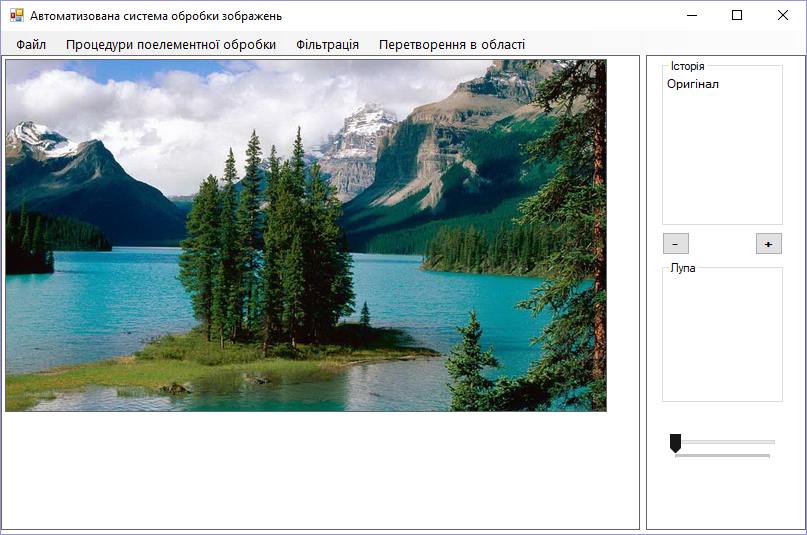 Автоматизована система обробки зображень
Файл Процедури поелементної обробки Фільтрація Перетворення в області
Історія
Оригінал
- +
Лупа